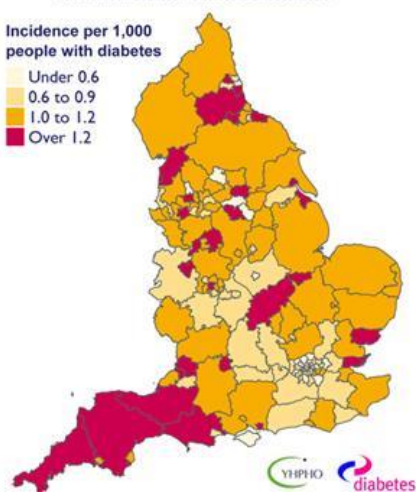 Incidence per 1,000
people with diabetes
Under 0.6
0.6 to 0.9
1.0 to 1.2
Over 1.2
YHPHO
diabetes